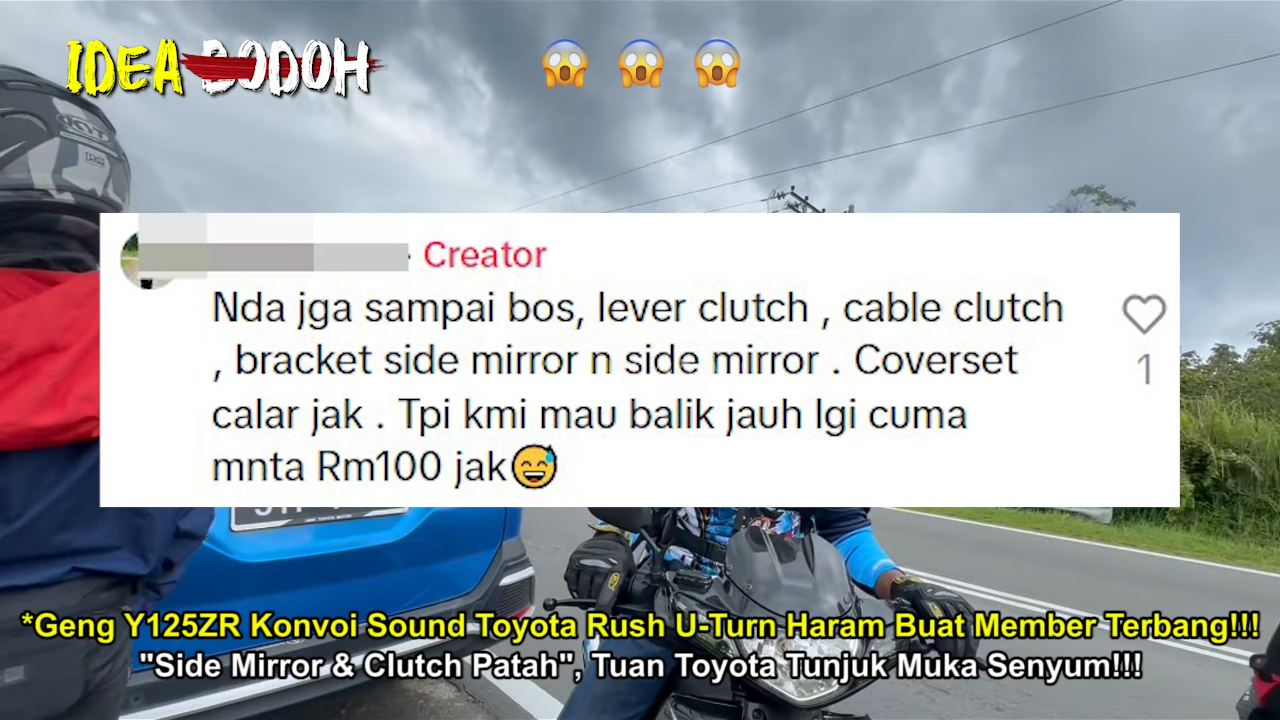 IDEA BODOH
😱 😱 😱
Creator
Nda jga sampai bos, lever clutch , cable clutch
, bracket side mirror n side mirror . Coverset
calar jak . Tpi kmi mau balik jauh lgi cuma
mnta Rm100 jak😅
1
*Geng Y125ZR Konvoi Sound Toyota Rush U-Turn Haram Buat Member Terbang!!!
"Side Mirror & Clutch Patah", Tuan Toyota Tunjuk Muka Senyum!!!